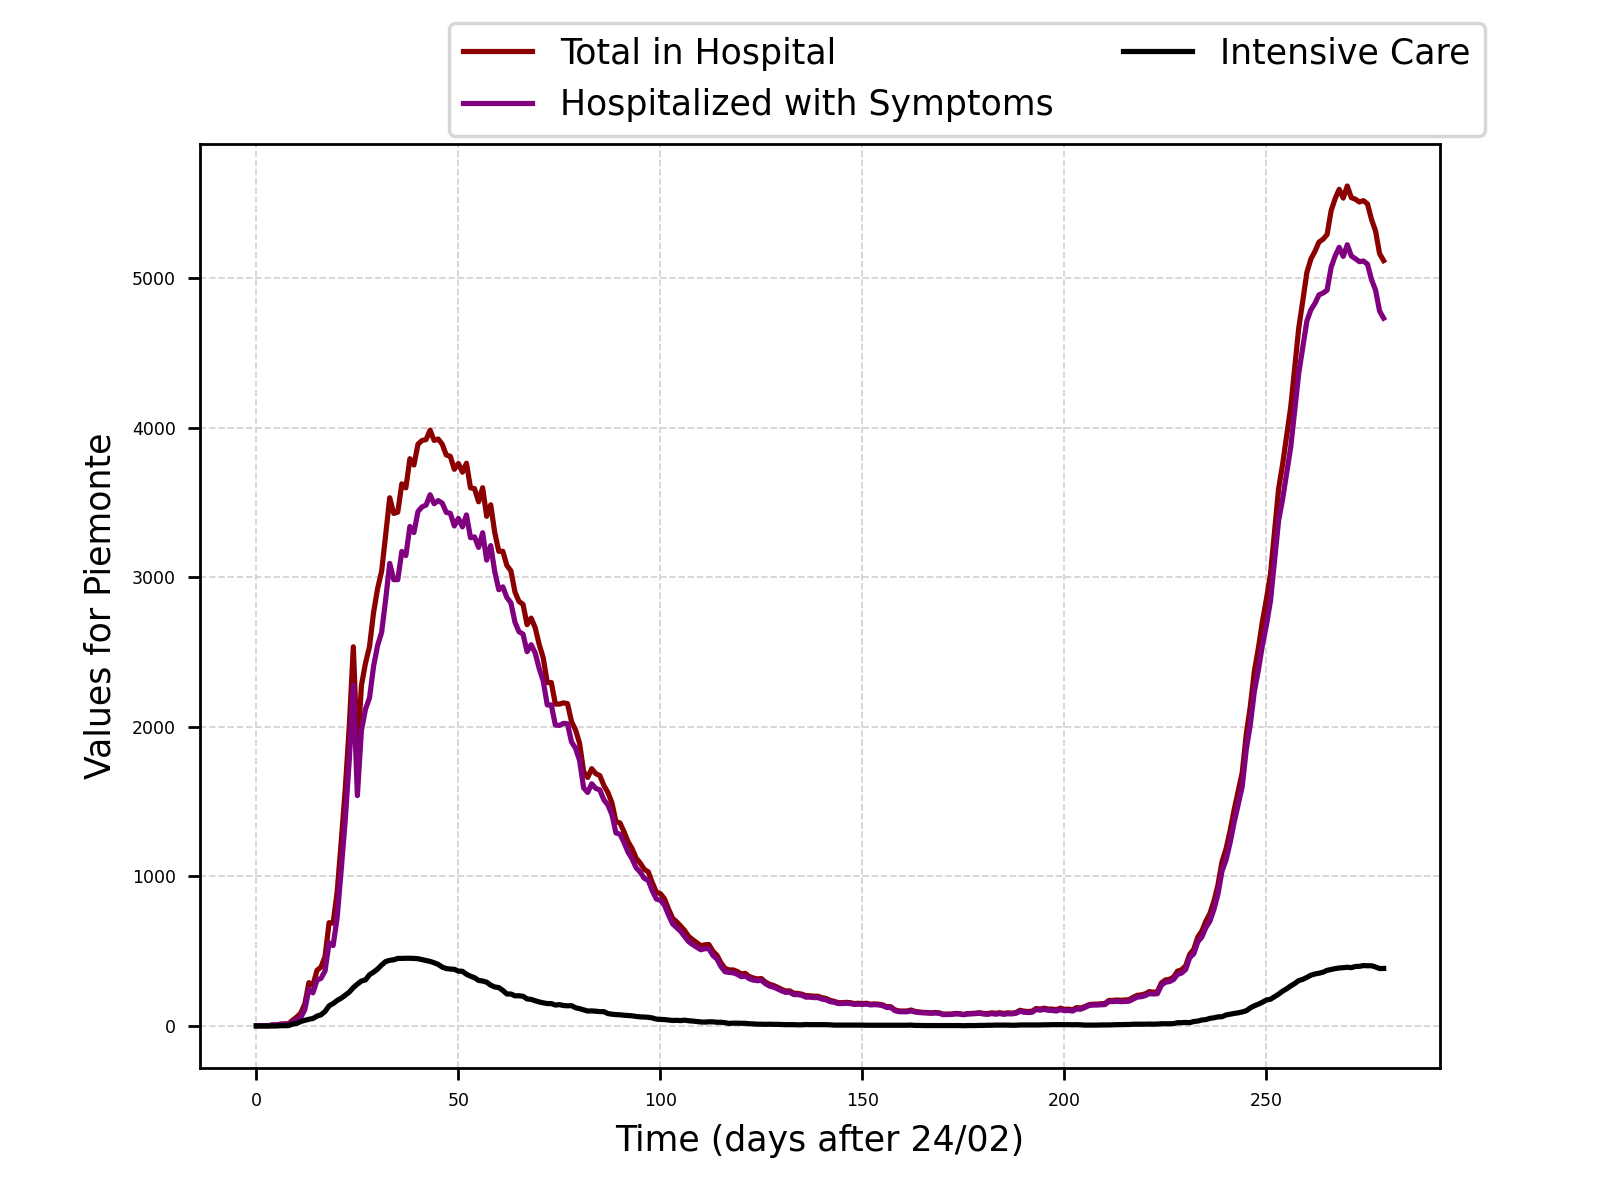 Total in Hospital
Hospitalized with Symptoms
Intensive Care
Values for Piemonte
5000
4000
3000
2000
1000
0
0 50 100 150 200 250
Time (days after 24/02)